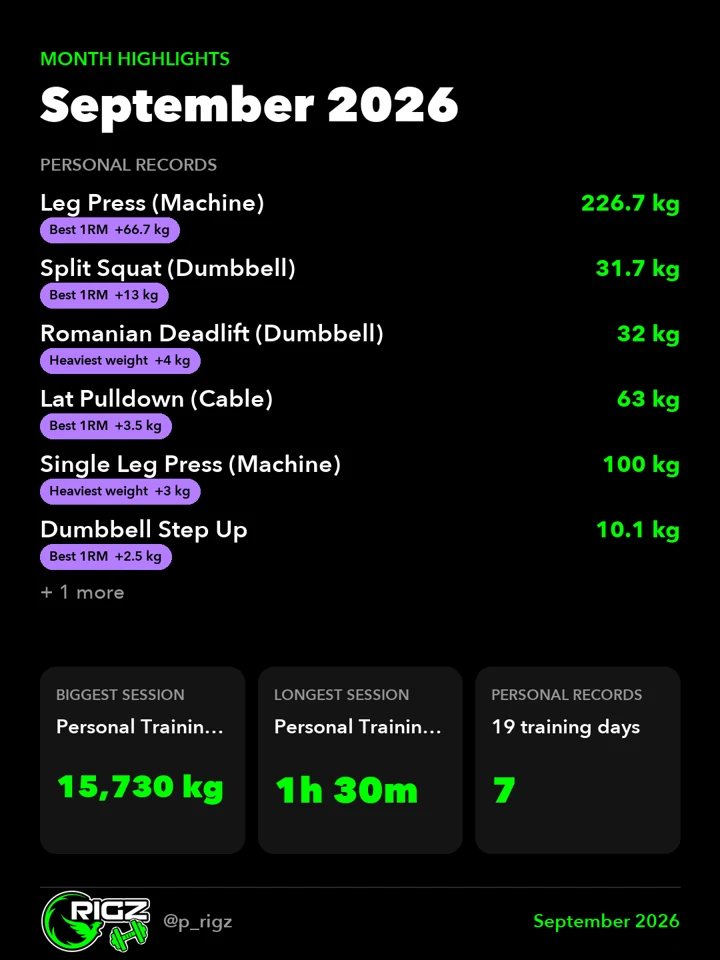 MONTH HIGHLIGHTS
September 2026
PERSONAL RECORDS
Leg Press (Machine) 226.7 kg
Best 1RM +66.7 kg
Split Squat (Dumbbell) 31.7 kg
Best 1RM +13 kg
Romanian Deadlift (Dumbbell) 32 kg
Heaviest weight +4 kg
Lat Pulldown (Cable) 63 kg
Best 1RM +3.5 kg
Single Leg Press (Machine) 100 kg
Heaviest weight +3 kg
Dumbbell Step Up 10.1 kg
Best 1RM +2.5 kg
+ 1 more
BIGGEST SESSION
Personal Trainin...
15,730 kg
LONGEST SESSION
Personal Trainin...
1h 30m
PERSONAL RECORDS
19 training days
7
RIGZ @p_rigz September 2026